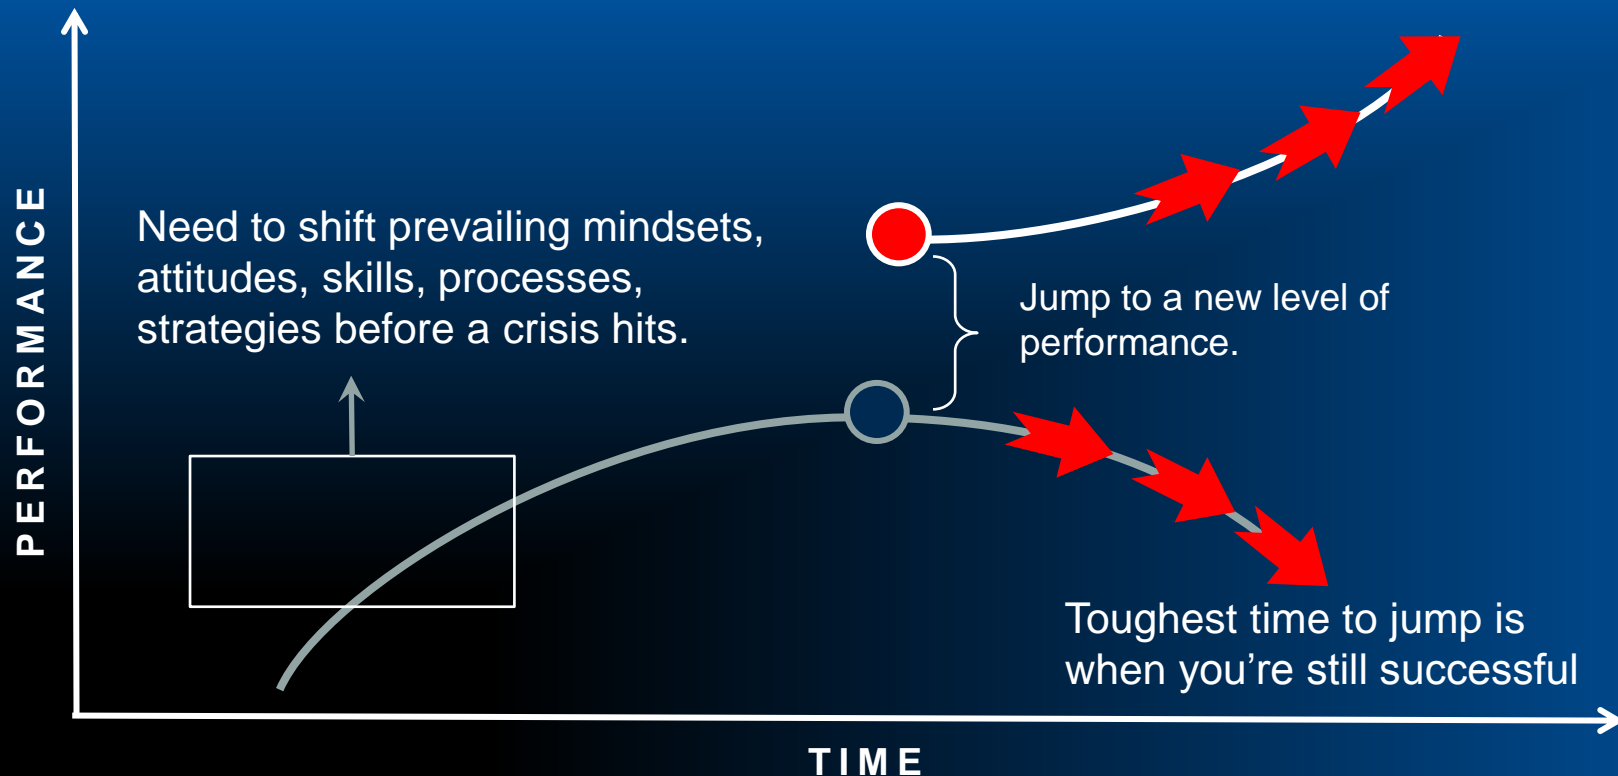 PERFORMANCE
Need to shift prevailing mindsets,
attitudes, skills, processes,
strategies before a crisis hits.
Jump to a new level of
performance.
Toughest time to jump is
when you’re still successful
TIME